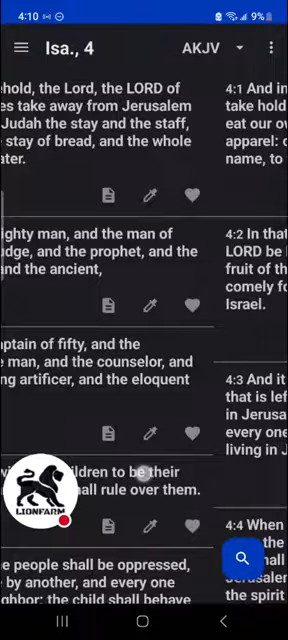 4:10
9%
Isa., 4
AKJV
ehold, the Lord, the LORD of
es take away from Jerusalem
Judah the stay and the staff,
stay of bread, and the whole
ater.
ighty man, and the man of
udge, and the prophet, and the
and the ancient,
aptain of fifty, and the
e man, and the counselor, and
ng artificer, and the eloquent
children to be their
hall rule over them.
e people shall be oppressed,
e by another, and every one
ghbor: the child shall behave
4:1 And in
take hold
eat our ov
apparel: o
name, to
4:2 In that
LORD be
fruit of th
comely fo
Israel.
4:3 And it
that is lef
in Jerusa
every one
living in J
4:4 When
the
Jerusalem
the spirit
LIONFARM